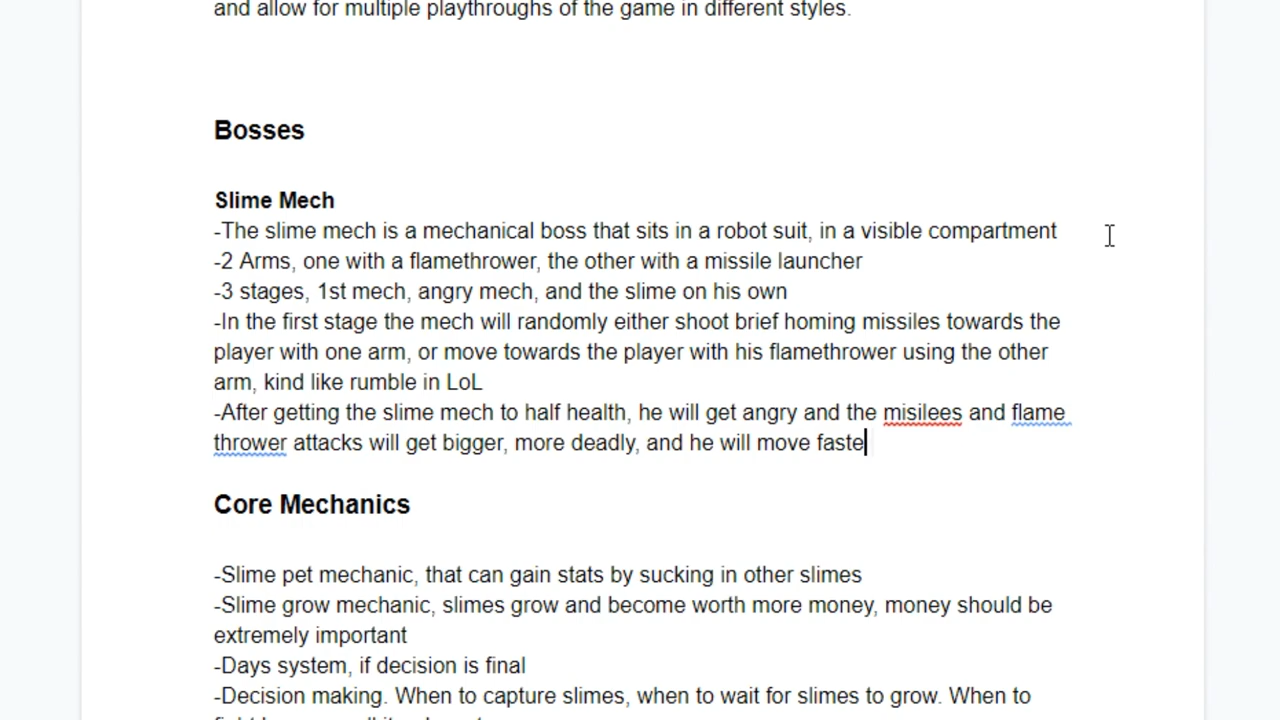 and allow for multiple playthroughs of the game in different styles.
Bosses
Slime Mech
-The slime mech is a mechanical boss that sits in a robot suit, in a visible compartment
-2 Arms, one with a flamethrower, the other with a missile launcher
-3 stages, 1st mech, angry mech, and the slime on his own
-In the first stage the mech will randomly either shoot brief homing missiles towards the
player with one arm, or move towards the player with his flamethrower using the other
arm, kind like rumble in LoL
-After getting the slime mech to half health, he will get angry and the misilees and flame
thrower attacks will get bigger, more deadly, and he will move faste
Core Mechanics
-Slime pet mechanic, that can gain stats by sucking in other slimes
-Slime grow mechanic, slimes grow and become worth more money, money should be
extremely important
-Days system, if decision is final
-Decision making. When to capture slimes, when to wait for slimes to grow. When to